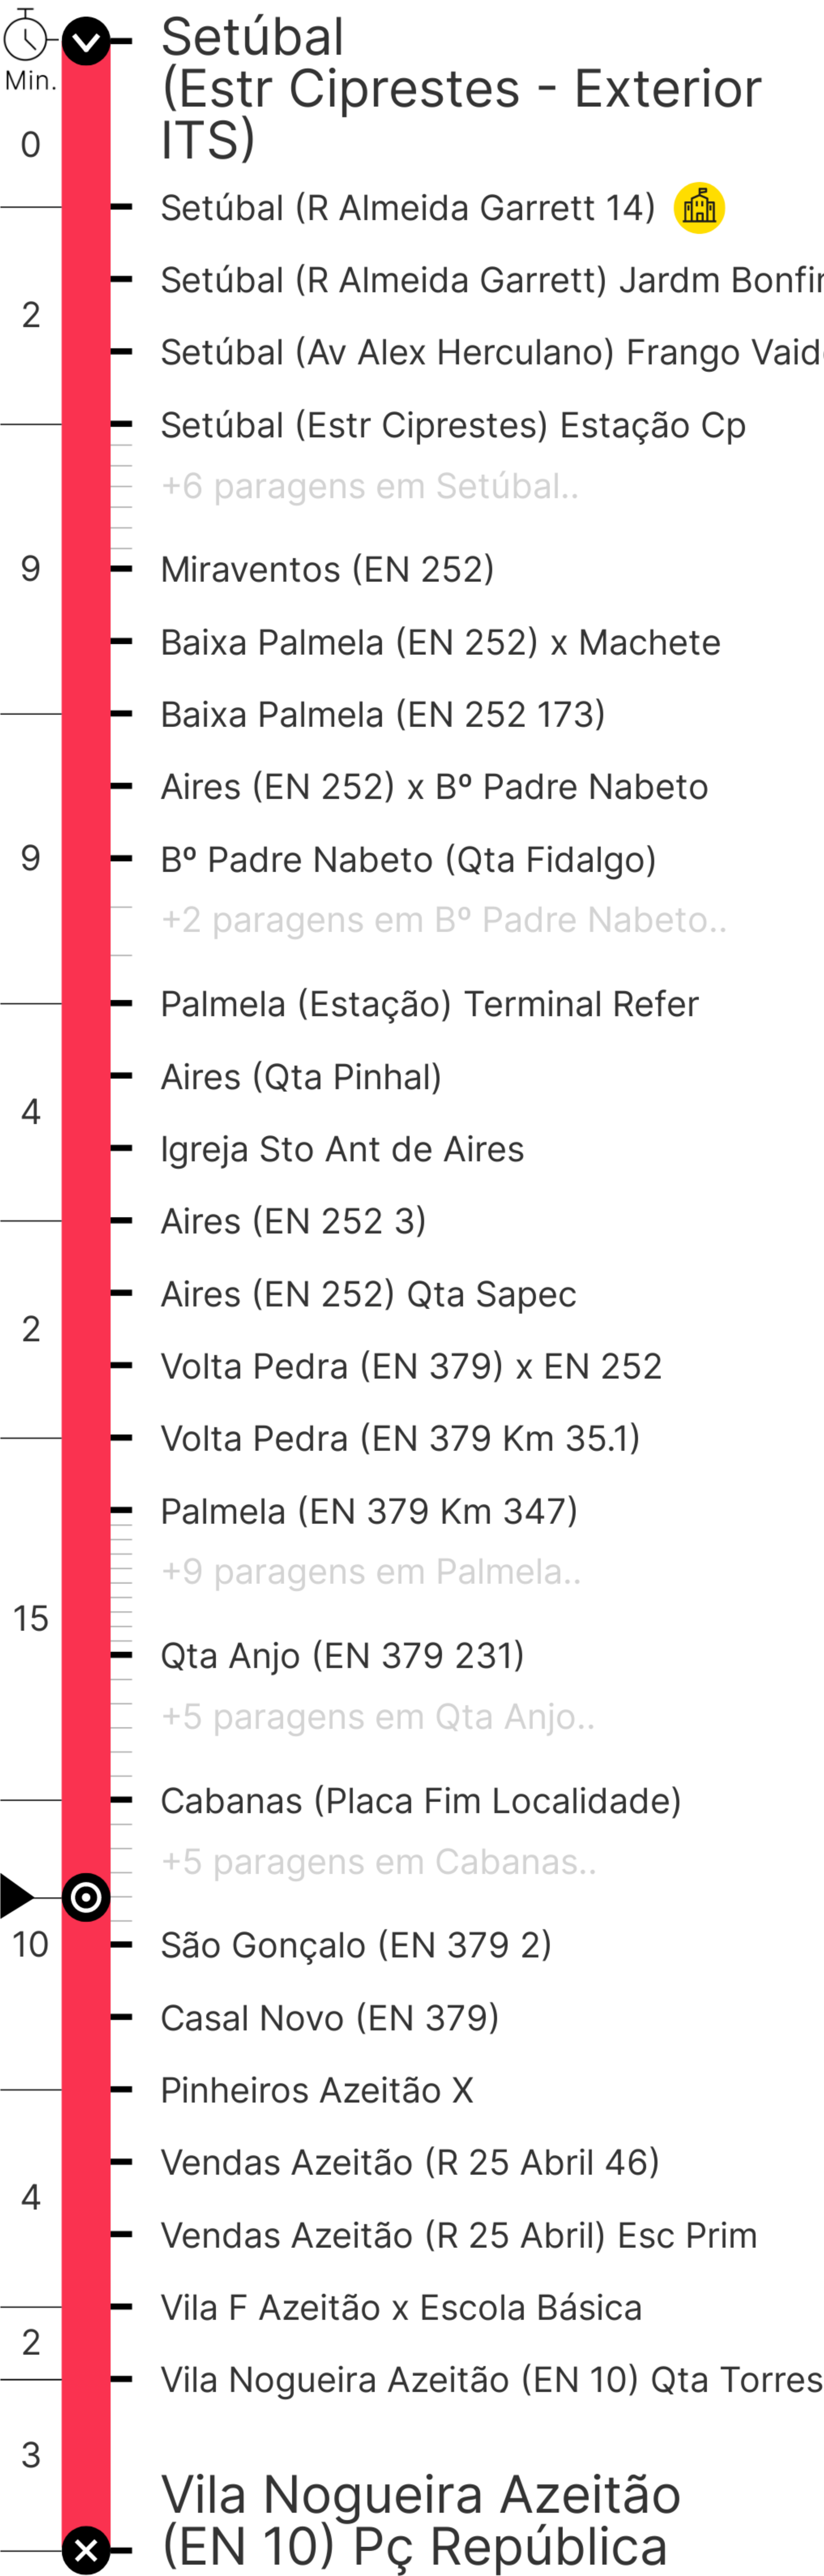 Setúbal
(Estr Ciprestes - Exterior
ITS)
Min.
0
Setúbal (R Almeida Garrett 14)
Setúbal (R Almeida Garrett) Jardm
2
Setúbal (Av Alex Herculano) Frango
Setúbal (Estr Ciprestes) Estação Cp
+6 paragens em Setúbal..
9
Miraventos (EN 252)
Baixa Palmela (EN 252) x Machete
Baixa Palmela (EN 252 173)
Aires (EN 252) x Bº Padre Nabeto
9
Bº Padre Nabeto (Qta Fidalgo)
+2 paragens em Bº Padre Nabeto..
Palmela (Estação) Terminal Refer
Aires (Qta Pinhal)
4
Igreja Sto Ant de Aires
Aires (EN 252 3)
Aires (EN 252) Qta Sapec
2
Volta Pedra (EN 379) x EN 252
Volta Pedra (EN 379 Km 35.1)
Palmela (EN 379 Km 347)
+9 paragens em Palmela..
15
Qta Anjo (EN 379 231)
+5 paragens em Qta Anjo..
Cabanas (Placa Fim Localidade)
+5 paragens em Cabanas..
10
São Gonçalo (EN 379 2)
Casal Novo (EN 379)
Pinheiros Azeitão X
Vendas Azeitão (R 25 Abril 46)
4
Vendas Azeitão (R 25 Abril) Esc Prim
Vila F Azeitão x Escola Básica
2
Vila Nogueira Azeitão (EN 10) Qta Torres
3
Vila Nogueira Azeitão
(EN 10) Pç República